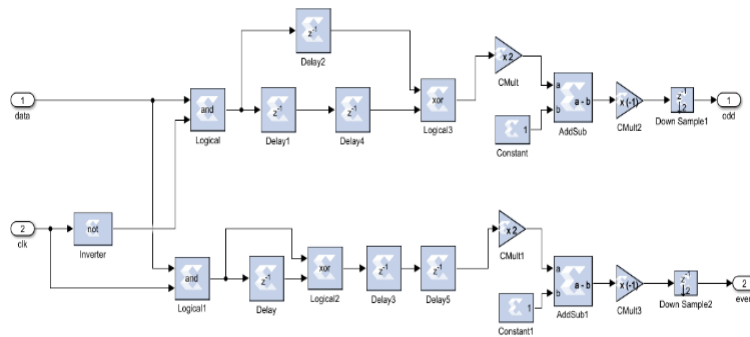 z⁻¹
Delay2
1
data
and
Logical
z⁻¹
Delay1
z⁻¹
Delay4
xor
Logical3
x 2
CMult
1
Constant
a
b
a - b
AddSub
x (-1)
CMult2
z⁻¹
↓2
Down Sample1
1
odd
2
clk
not
Inverter
and
Logical1
z⁻¹
Delay
xor
Logical2
z⁻¹
Delay3
z⁻¹
Delay5
x 2
CMult1
1
Constant1
a
b
a - b
AddSub1
x (-1)
CMult3
z⁻¹
↓2
Down Sample2
2
even